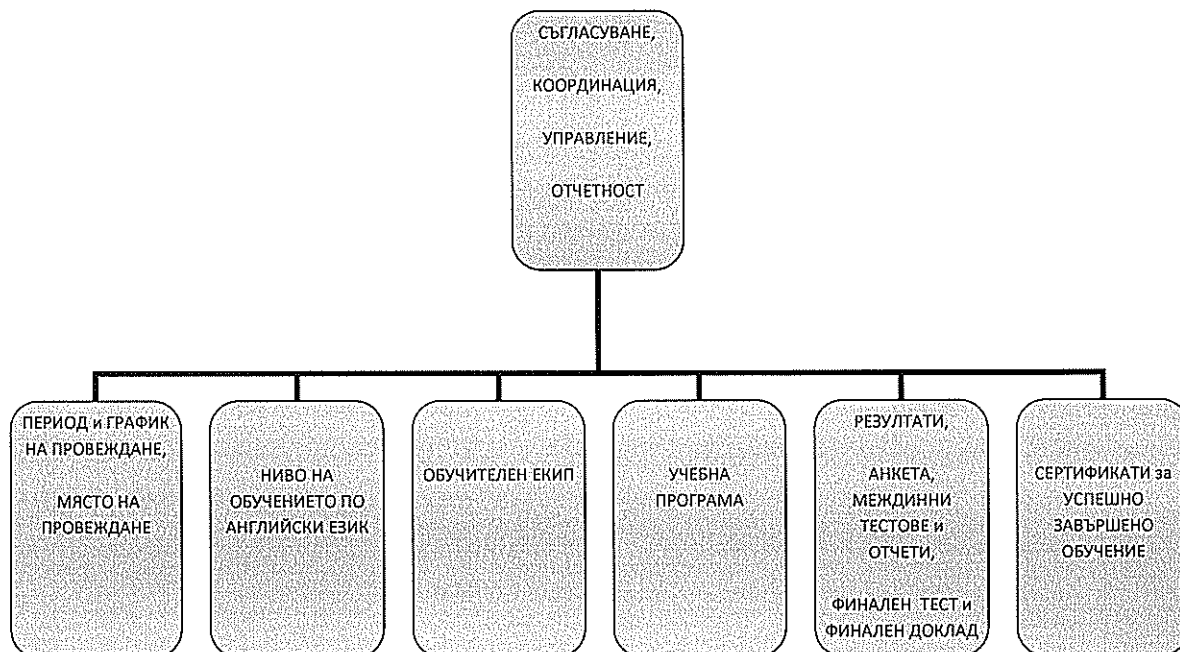 СЪГЛАСУВАНЕ,
КООРДИНАЦИЯ,
УПРАВЛЕНИЕ,
ОТЧЕТНОСТ
ПЕРИОД и ГРАФИК
НА ПРОВЕЖДАНЕ,
МЯСТО НА
ПРОВЕЖДАНЕ
НИВО НА
ОБУЧЕНИЕТО ПО
АНГЛИЙСКИ ЕЗИК
ОБУЧИТЕЛЕН ЕКИП
УЧЕБНА
ПРОГРАМА
РЕЗУЛТАТИ,
АНКЕТА,
МЕЖДИННИ
ТЕСТОВЕ и
ОТЧЕТИ,
ФИНАЛЕН ТЕСТ и
ФИНАЛЕН ДОКЛАД
СЕРТИФИКАТИ за
УСПЕШНО
ЗАВЪРШЕНО
ОБУЧЕНИЕ